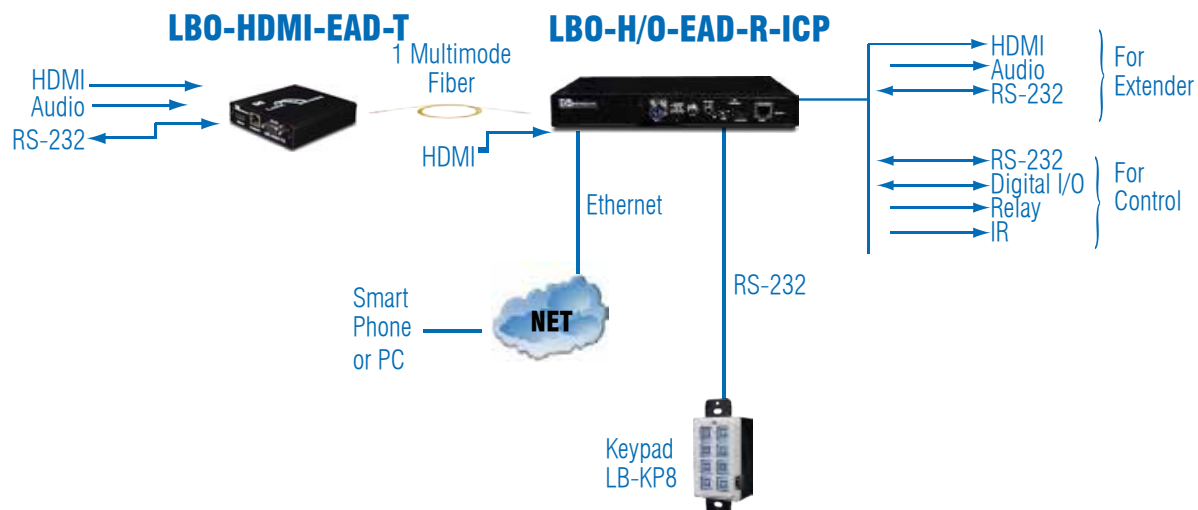 LBO-HDMI-EAD-T
LBO-H/O-EAD-R-ICP
1 Multimode
Fiber
HDMI
Audio
RS-232
HDMI
HDMI
Audio
RS-232
For
Extender
RS-232
Digital I/O
Relay
IR
For
Control
Ethernet
RS-232
Smart
Phone
or PC
NET
Keypad
LB-KP8